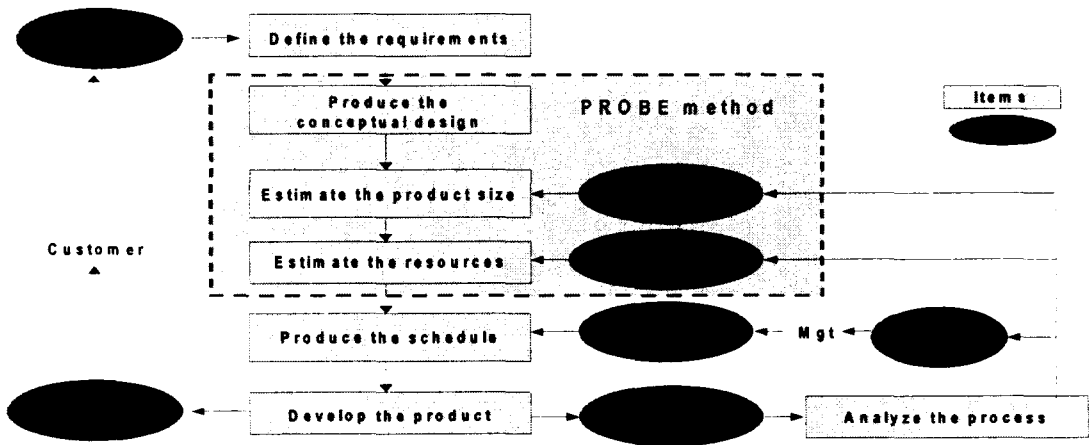 Define the requirements
Produce the
conceptual design
PROBE method
Items
Estimate the product size
Customer
Estimate the resources
Produce the schedule
Mgt
Develop the product
Analyze the process